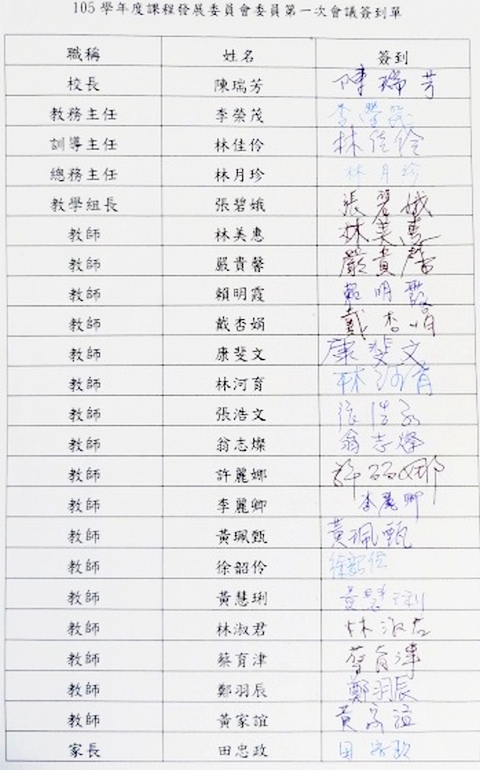 105學年度課程發展委員會委員第一次會議簽到單
職稱 姓名 簽到
校長 陳瑞芳 陳瑞芳
教務主任 李榮茂 李榮茂
訓導主任 林佳伶 林佳伶
總務主任 林月珍 林月珍
教學組長 張碧娥 張碧娥
教師 林美惠 林美惠
教師 嚴貴馨 嚴貴馨
教師 賴明霞 賴明霞
教師 戴杏娟 戴杏娟
教師 康斐文 康斐文
教師 林河育 林河育
教師 張浩文 張浩文
教師 翁志燦 翁志燦
教師 許麗娜 許麗娜
教師 李麗卿 李麗卿
教師 黃珮甄 黃珮甄
教師 徐韶伶 徐韶伶
教師 黃慧琍 黃慧琍
教師 林淑君 林淑君
教師 蔡育津 蔡育津
教師 鄭羽辰 鄭羽辰
教師 黃家誼 黃家誼
家長 田忠政 田忠政